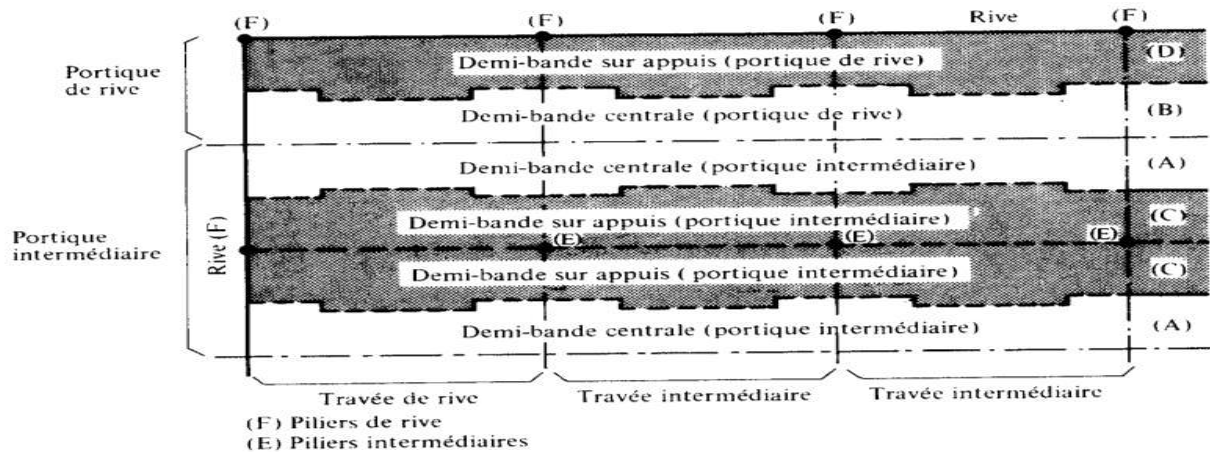 (F) (F) (F) Rive (F)
Demi-bande sur appuis (portique de rive) (D)
Portique
de rive
Demi-bande centrale (portique de rive) (B)
Demi-bande centrale (portique intermédiaire) (A)
Demi-bande sur appuis (portique intermédiaire) (C)
Portique
intermédiaire
Rive (F)
(E) (E) (E)
Demi-bande sur appuis ( portique intermédiaire) (C)
Demi-bande centrale (portique intermédiaire) (A)
Travée de rive Travée intermédiaire Travée intermédiaire
(F) Piliers de rive
(E) Piliers intermédiaires